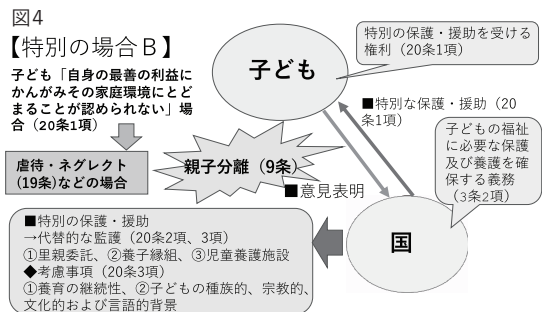 図4
【特別の場合B】
子ども「自身の最善の利益に
かんがみその家庭環境にとど
まることが認められない」場
合（20条1項）
虐待・ネグレクト
(19条)などの場合
子ども
特別の保護・援助を受ける
権利（20条1項）
■特別な保護・援助（20
条1項）
親子分離（9条）
■意見表明
子どもの福祉
に必要な保護
及び養護を確
保する義務
（3条2項）
国
■特別の保護・援助
→代替的な監護（20条2項、3項）
①里親委託、②養子縁組、③児童養護施設
◆考慮事項（20条3項）
①養育の継続性、②子どもの種族的、宗教的、
文化的および言語的背景